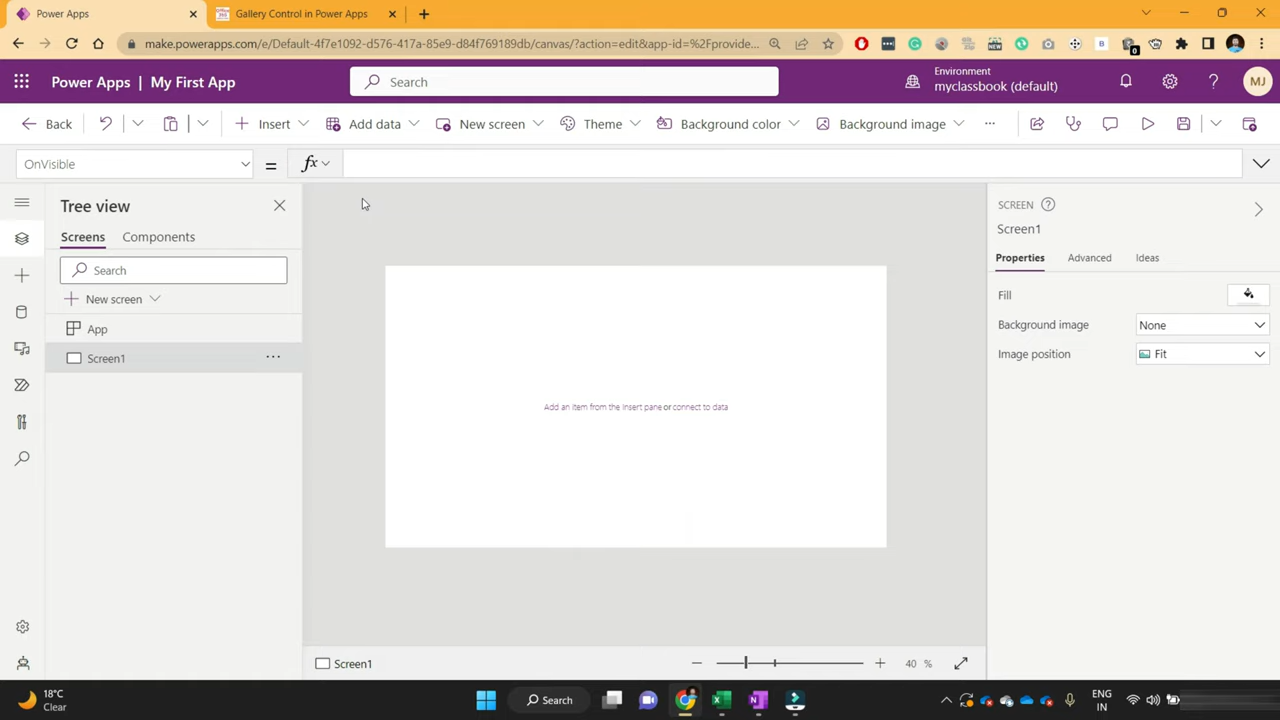 Power Apps
Gallery Control in Power Apps
make.powerapps.com/e/Default-4f7e1092-d576-417a-85e9-d84f769189db/canvas/?action=edit&app-id=%2Fprovide...
Power Apps | My First App
Search
Environment
myclassbook (default)
MJ
Back
Insert
Add data
New screen
Theme
Background color
Background image
OnVisible
=
fx
Tree view
Screens
Components
Search
New screen
App
Screen1
Add an item from the Insert pane or connect to data
SCREEN
Screen1
Properties
Advanced
Ideas
Fill
Background image
None
Image position
Fit
Screen1
40 %
18°C
Clear
Search
ENG
IN